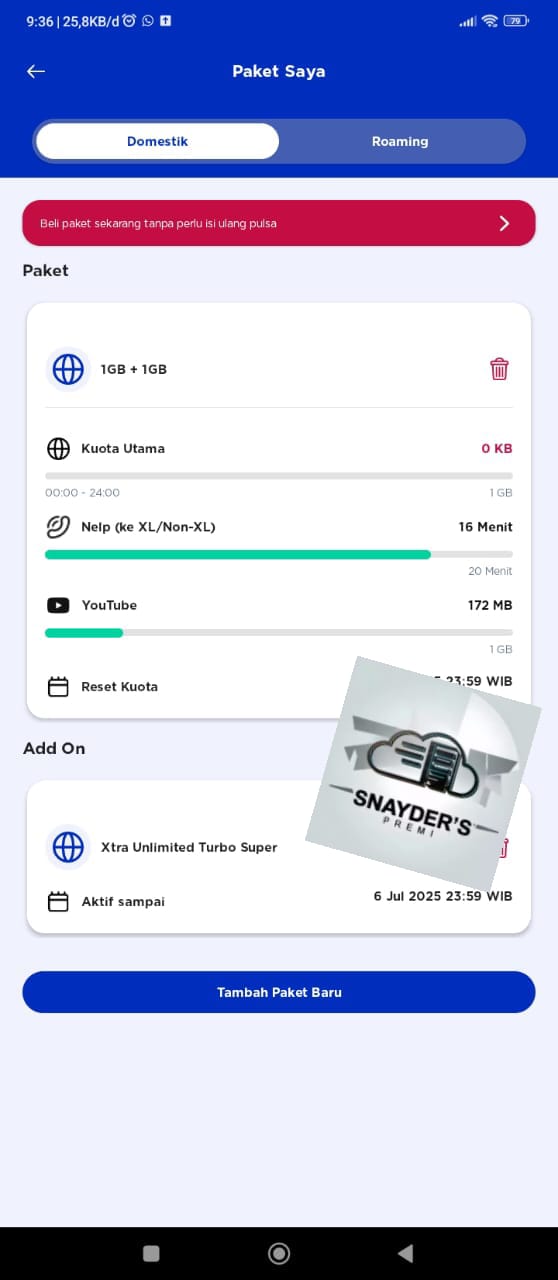 9:36 | 25,8KB/d
79
Paket Saya
Domestik
Roaming
Beli paket sekarang tanpa perlu isi ulang pulsa
Paket
1GB + 1GB
Kuota Utama
0 KB
00:00 - 24:00
1 GB
Nelp (ke XL/Non-XL)
16 Menit
20 Menit
YouTube
172 MB
1 GB
Reset Kuota
23:59 WIB
Add On
SNAYDER'S
PREMI
Xtra Unlimited Turbo Super
Aktif sampai
6 Jul 2025 23:59 WIB
Tambah Paket Baru